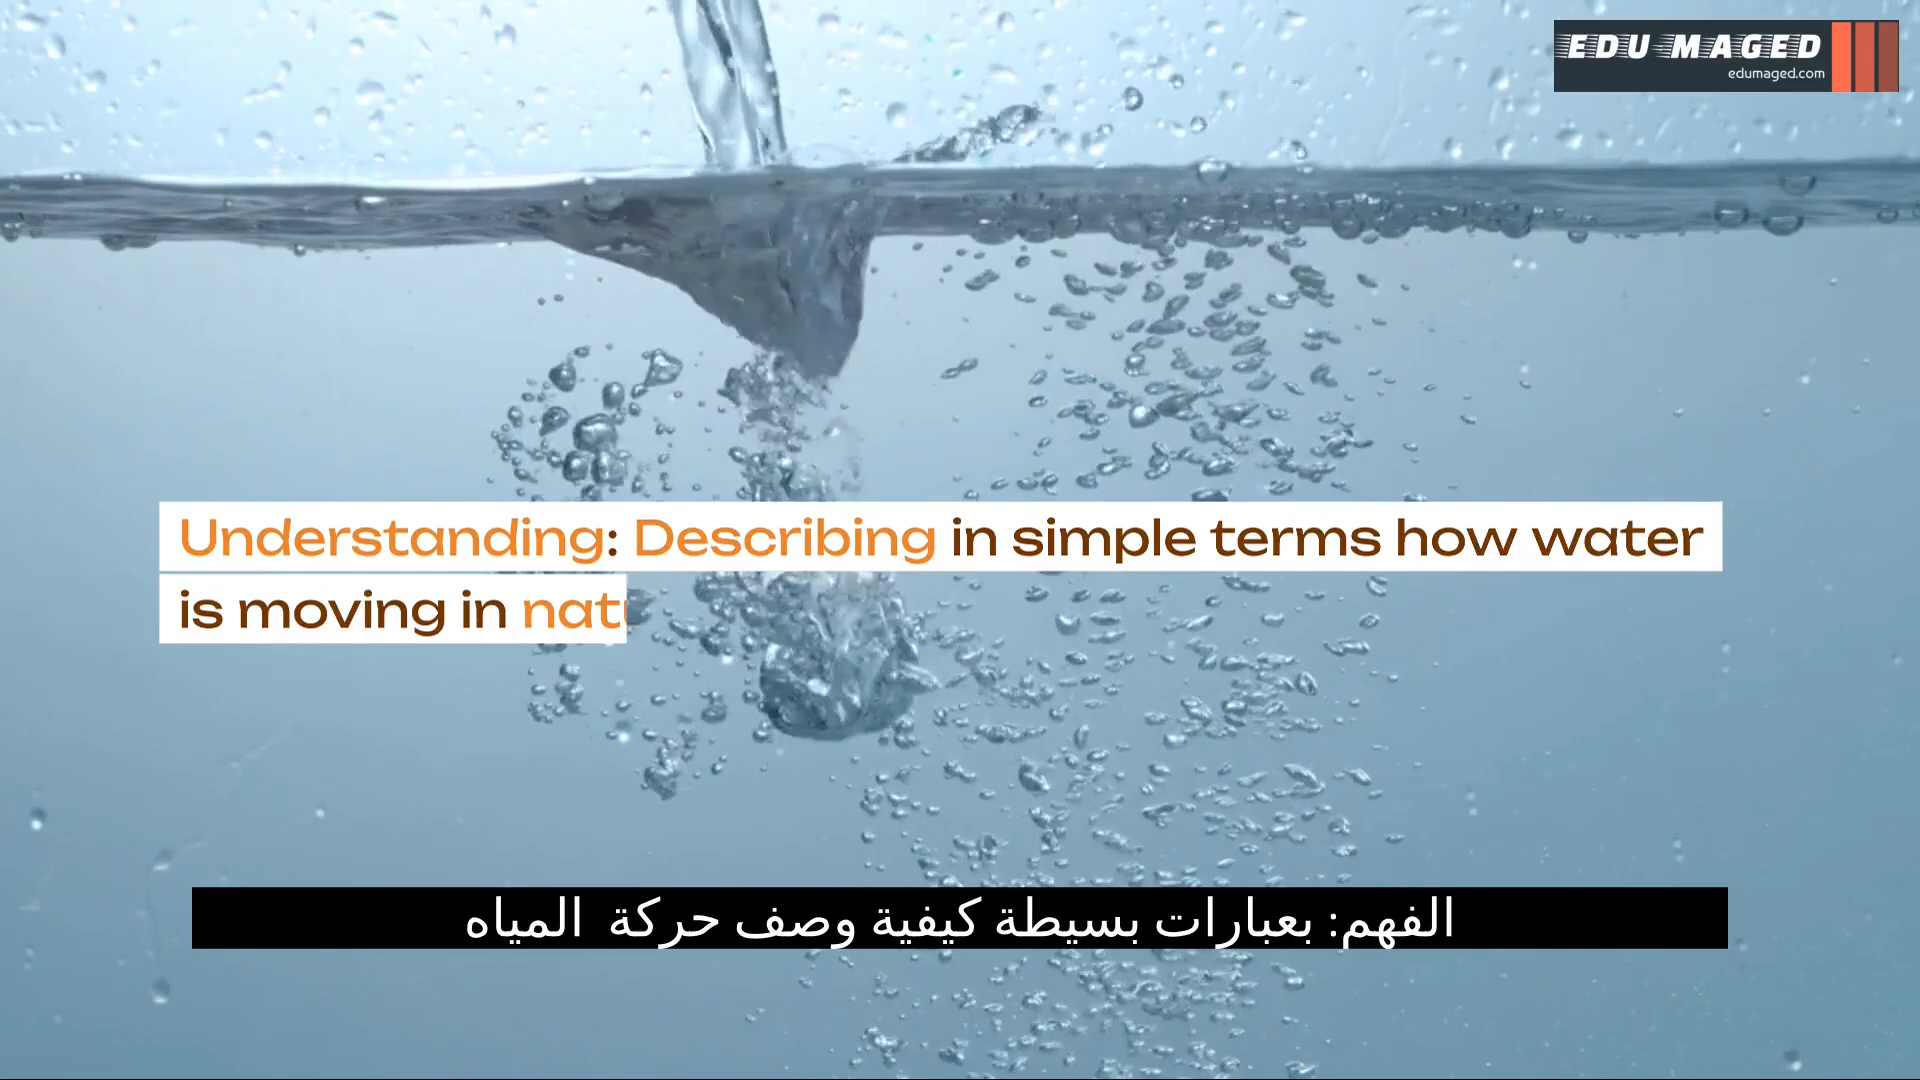 EDU MAGED
edumaged.com
Understanding: Describing in simple terms how water
is moving in
الفهم: بعبارات بسيطة كيفية وصف حركة المياه